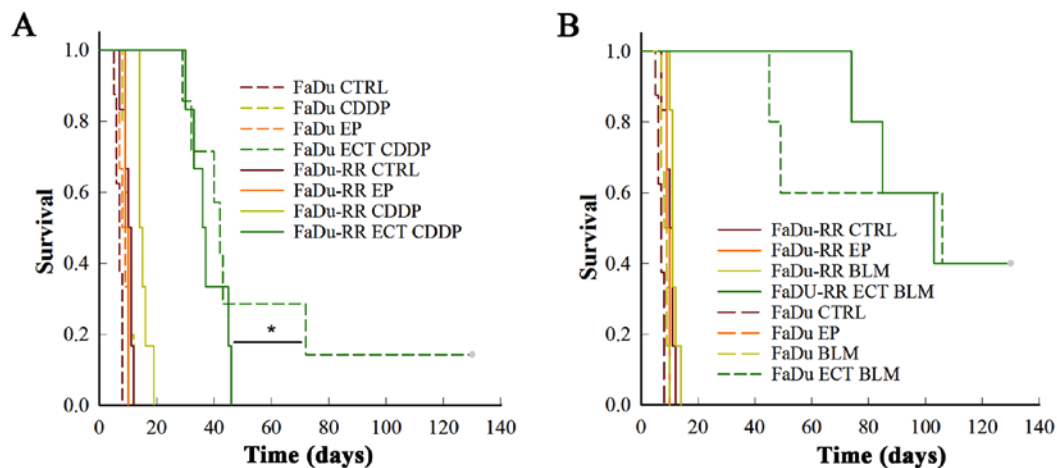 A
1.0
0.8
0.6
0.4
0.2
0.0
Survival
FaDu CTRL
FaDu CDDP
FaDu EP
FaDu ECT CDDP
FaDu-RR CTRL
FaDu-RR EP
FaDu-RR CDDP
FaDu-RR ECT CDDP
*
0 20 40 60 80 100 120 140
Time (days)
B
1.0
0.8
0.6
0.4
0.2
0.0
Survival
FaDu-RR CTRL
FaDu-RR EP
FaDu-RR BLM
FaDU-RR ECT BLM
FaDu CTRL
FaDu EP
FaDu BLM
FaDu ECT BLM
0 20 40 60 80 100 120 140
Time (days)